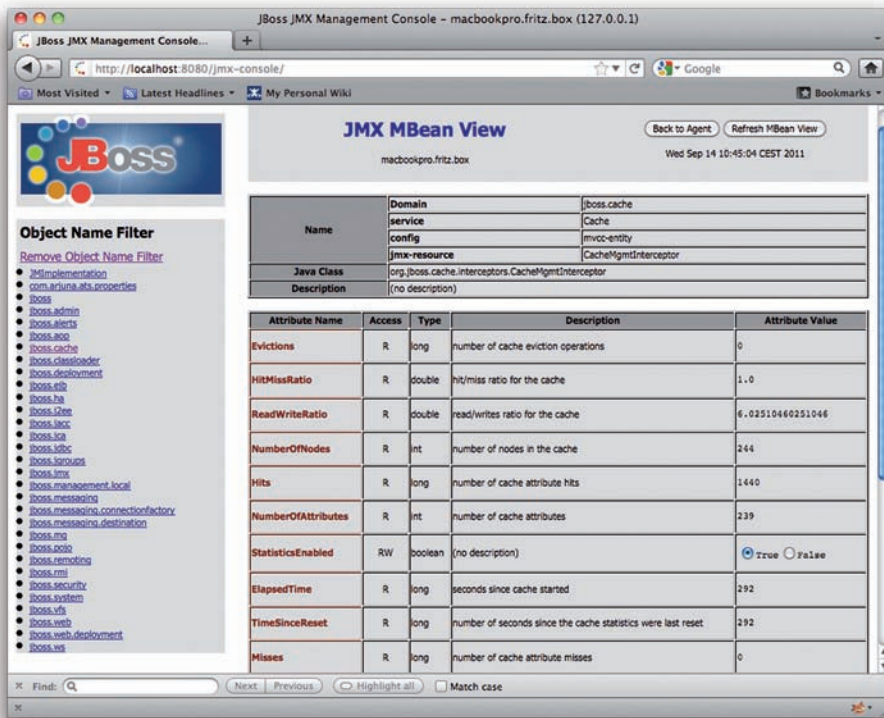 JBoss JMX Management Console – macbookpro.fritz.box (127.0.0.1)
JBoss JMX Management Console...
http://localhost:8080/jmx-console/
Google
Most Visited
Latest Headlines
My Personal Wiki
Bookmarks
JBoss
Object Name Filter
Remove Object Name Filter
JMImplementation
com.arjuna.ats.properties
jboss
jboss.admin
jboss.alerts
jboss.aop
jboss.cache
jboss.classloader
jboss.deployment
jboss.ejb
jboss.ha
jboss.j2ee
jboss.jacc
jboss.jca
jboss.jdbc
jboss.jgroups
jboss.jmx
jboss.management.local
jboss.messaging
jboss.messaging.connectionfactory
jboss.messaging.destination
jboss.mq
jboss.pojo
jboss.remoting
jboss.rmi
jboss.security
jboss.system
jboss.vfs
jboss.web
jboss.web.deployment
jboss.ws
JMX MBean View
macbookpro.fritz.box
Back to Agent Refresh MBean View
Wed Sep 14 10:45:04 CEST 2011
Name
Domain jboss.cache
service Cache
config mvcc-entity
jmx-resource CacheMgmtInterceptor
Java Class org.jboss.cache.interceptors.CacheMgmtInterceptor
Description (no description)
Attribute Name Access Type Description Attribute Value
Evictions R long number of cache eviction operations 0
HitMissRatio R double hit/miss ratio for the cache 1.0
ReadWriteRatio R double read/writes ratio for the cache 6.02510460251046
NumberOfNodes R int number of nodes in the cache 244
Hits R long number of cache attribute hits 1440
NumberOfAttributes R int number of cache attributes 239
StatisticsEnabled RW boolean (no description) True False
ElapsedTime R long seconds since cache started 292
TimeSinceReset R long number of seconds since the cache statistics were last reset 292
Misses R long number of cache attribute misses 0
Find: Next Previous Highlight all Match case